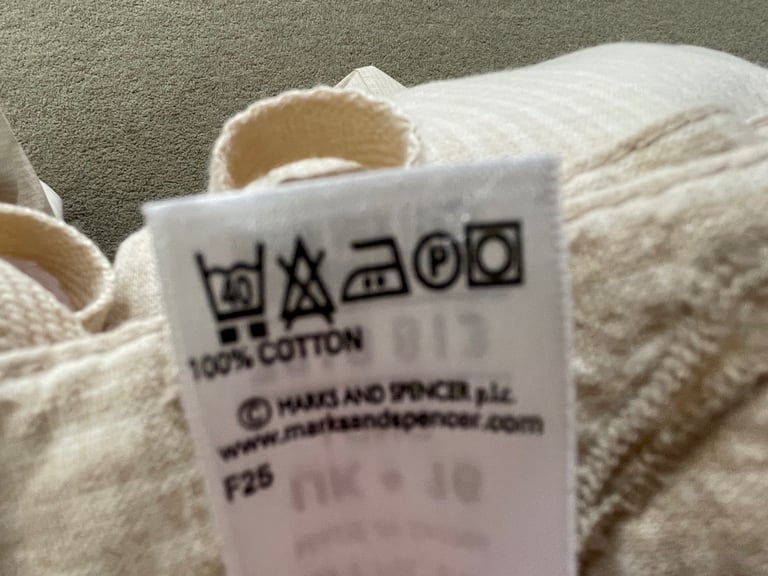 40
P
100% COTTON
© MARKS AND SPENCER p.l.c.
www.marksandspencer.com
F25